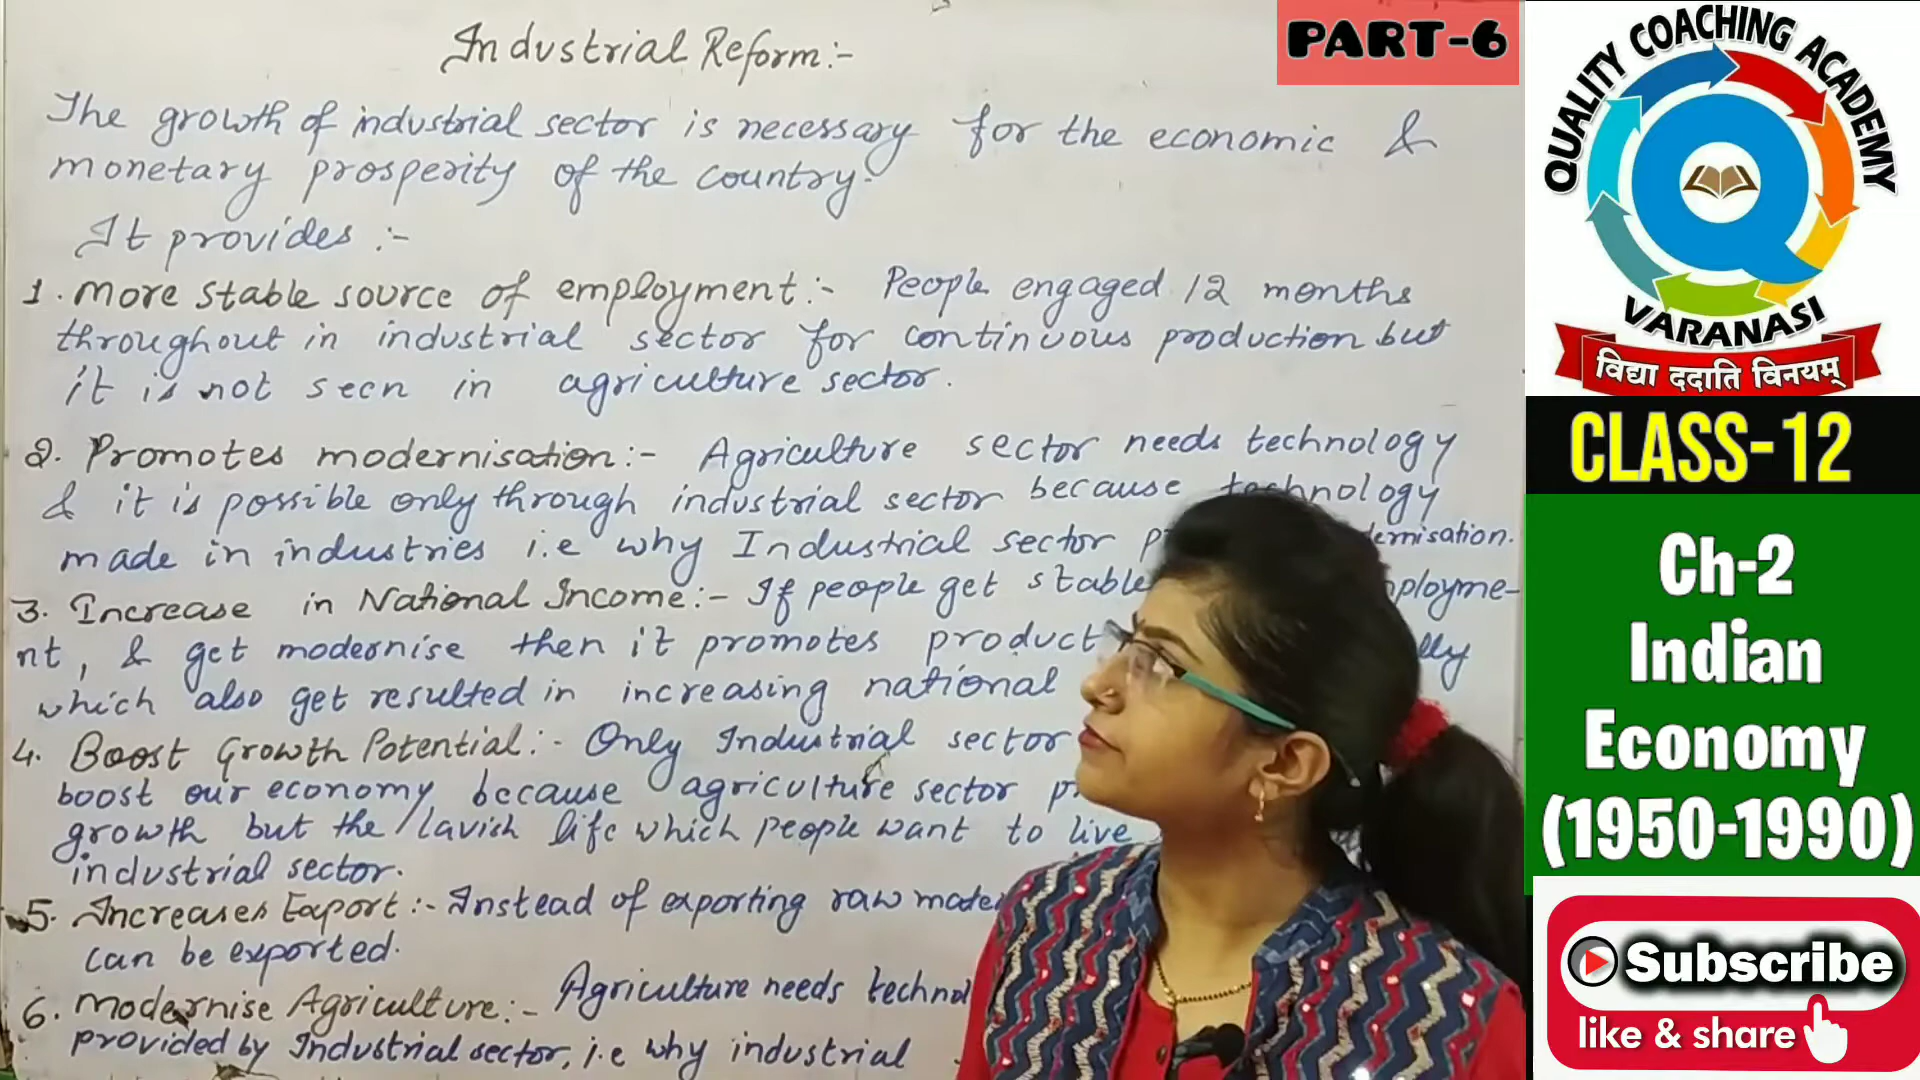 Industrial Reform:-
The growth of industrial sector is necessary for the economic &
monetary prosperity of the country.
It provides :-
1. More stable source of employment:- People engaged 12 months
throughout in industrial sector for continuous production but
it is not seen in agriculture sector.
2. Promotes modernisation:- Agriculture sector needs technology
& it is possible only through industrial sector because technology
made in industries i.e why Industrial sector
3. Increase in National Income:- If people get stable
nt, & get modernise then it promotes
which also get resulted in increasing national
4. Boost Growth Potential:- Only Industrial sector
boost our economy because agriculture sector
growth but the lavish life which people want to live
industrial sector.
5. Increases Export:- Instead of exporting raw
can be exported.
6. Modernise Agriculture:- Agriculture needs
provided by Industrial sector, i.e why industrial
PART-6
QUALITY COACHING ACADEMY
VARANASI
विद्या ददाति विनयम्
CLASS-12
Ch-2
Indian
Economy
(1950-1990)
Subscribe
like & share